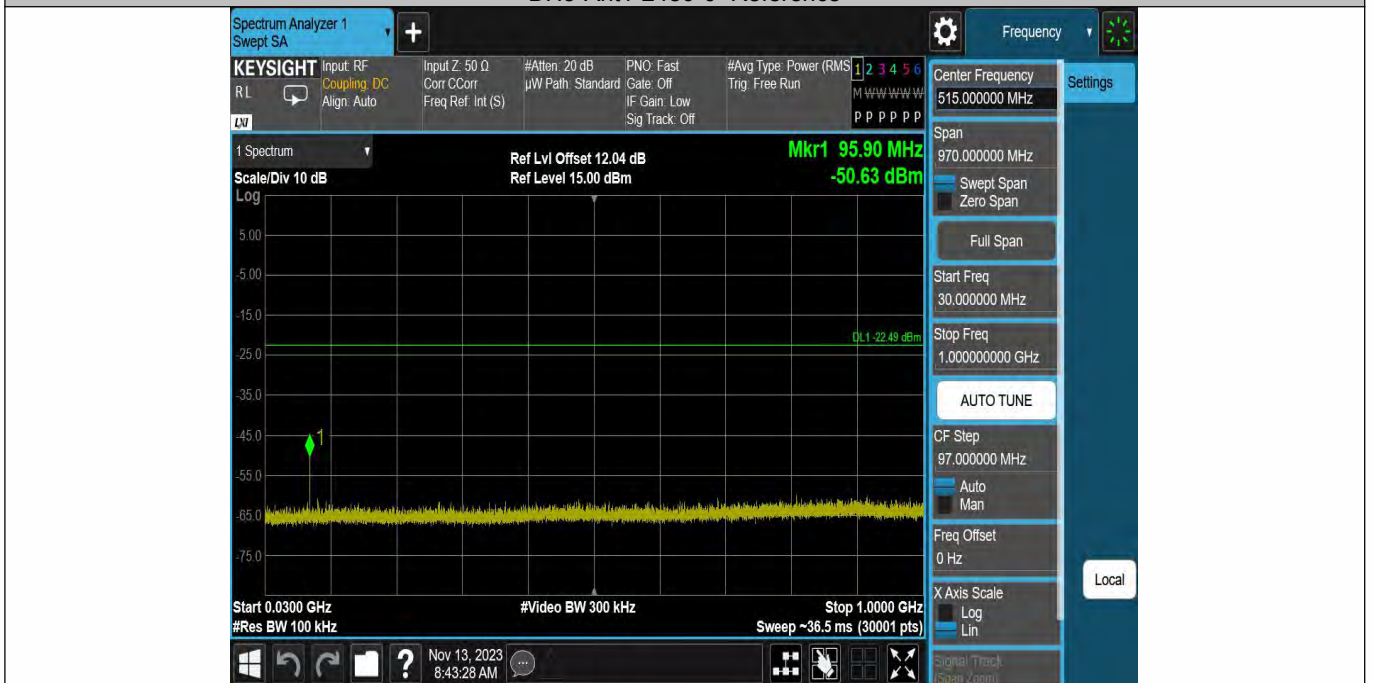 Spectrum Analyzer 1
Swept SA
+
Frequency
KEYSIGHT
RL
LXI
Input: RF
Coupling: DC
Align: Auto
Input Z: 50 Ω
Corr CCorr
Freq Ref: Int (S)
#Atten: 20 dB
µW Path: Standard
PNO: Fast
Gate: Off
IF Gain: Low
Sig Track: Off
#Avg Type: Power (RMS
Trig: Free Run
1 2 3 4 5 6
M W W W W W
P P P P P P
1 Spectrum
Scale/Div 10 dB
Log
Ref Lvl Offset 12.04 dB
Ref Level 15.00 dBm
Mkr1 95.90 MHz
-50.63 dBm
5.00
-5.00
-15.0
DL1 -22.49 dBm
-25.0
-35.0
-45.0
1
-55.0
-65.0
-75.0
Start 0.0300 GHz
#Res BW 100 kHz
#Video BW 300 kHz
Stop 1.0000 GHz
Sweep ~36.5 ms (30001 pts)
Center Frequency
515.000000 MHz
Settings
Span
970.000000 MHz
Swept Span
Zero Span
Full Span
Start Freq
30.000000 MHz
Stop Freq
1.000000000 GHz
AUTO TUNE
CF Step
97.000000 MHz
Auto
Man
Freq Offset
0 Hz
X Axis Scale
Log
Lin
Signal Track
(Span Zoom)
Local
?
Nov 13, 2023
8:43:28 AM